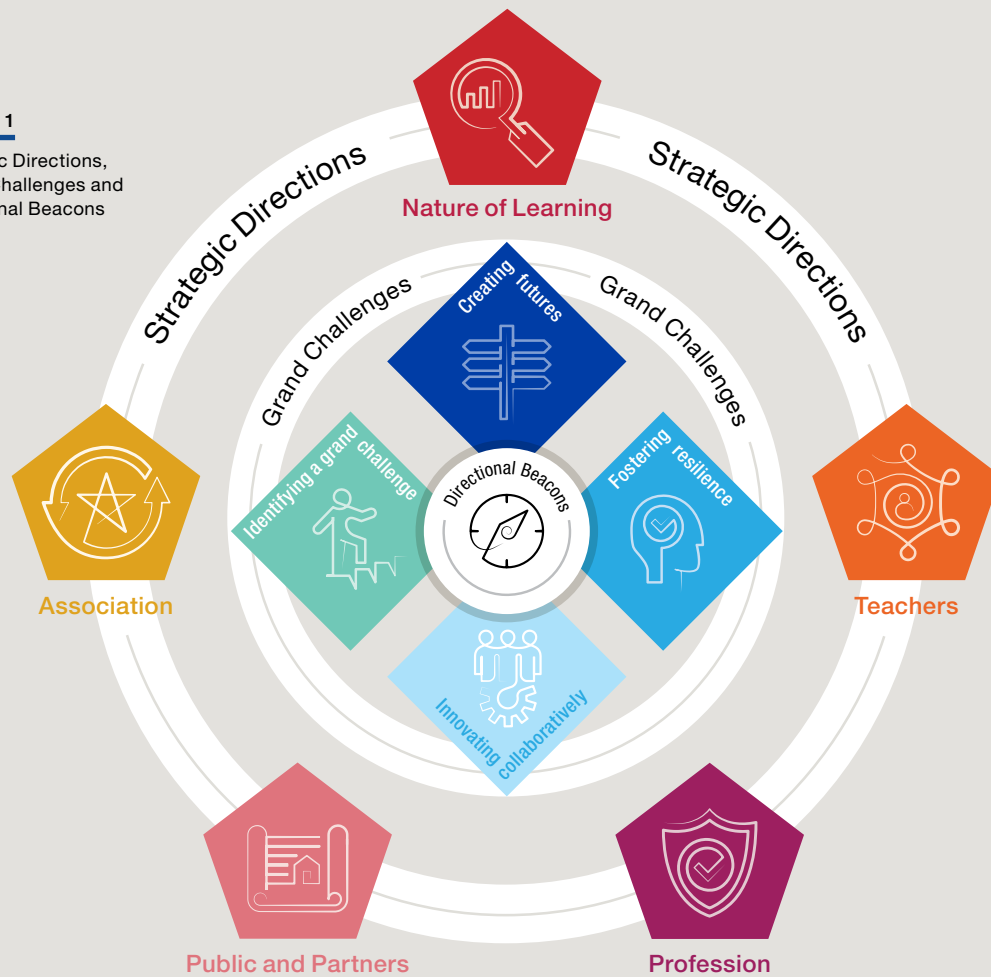 1
c Directions,
hallenges and
nal Beacons
Strategic Directions
Strategic Directions
Nature of Learning
Grand Challenges
Grand Challenges
Creating
futures
Identifying a grand
challenge
Directional Beacons
Fostering
resilience
Innovating
collaboratively
Association
Teachers
Public and Partners
Profession